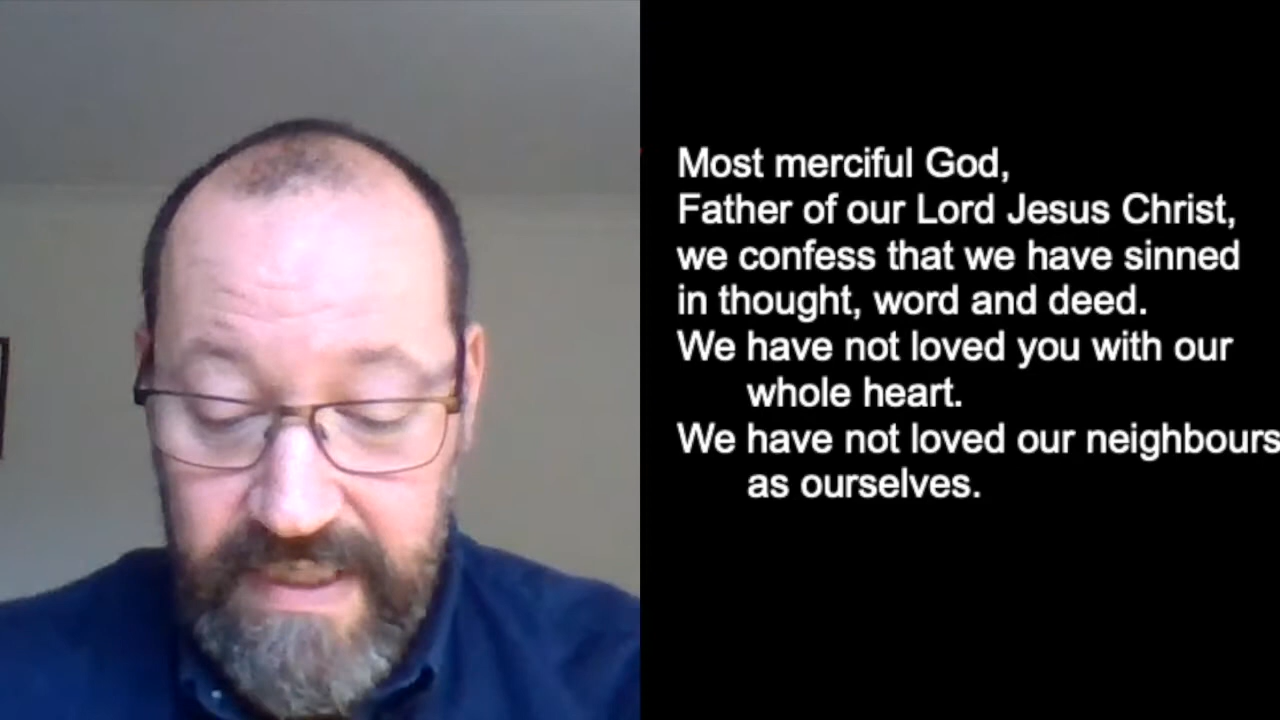 Most merciful God,
Father of our Lord Jesus Christ,
we confess that we have sinned
in thought, word and deed.
We have not loved you with our
whole heart.
We have not loved our neighbours
as ourselves.